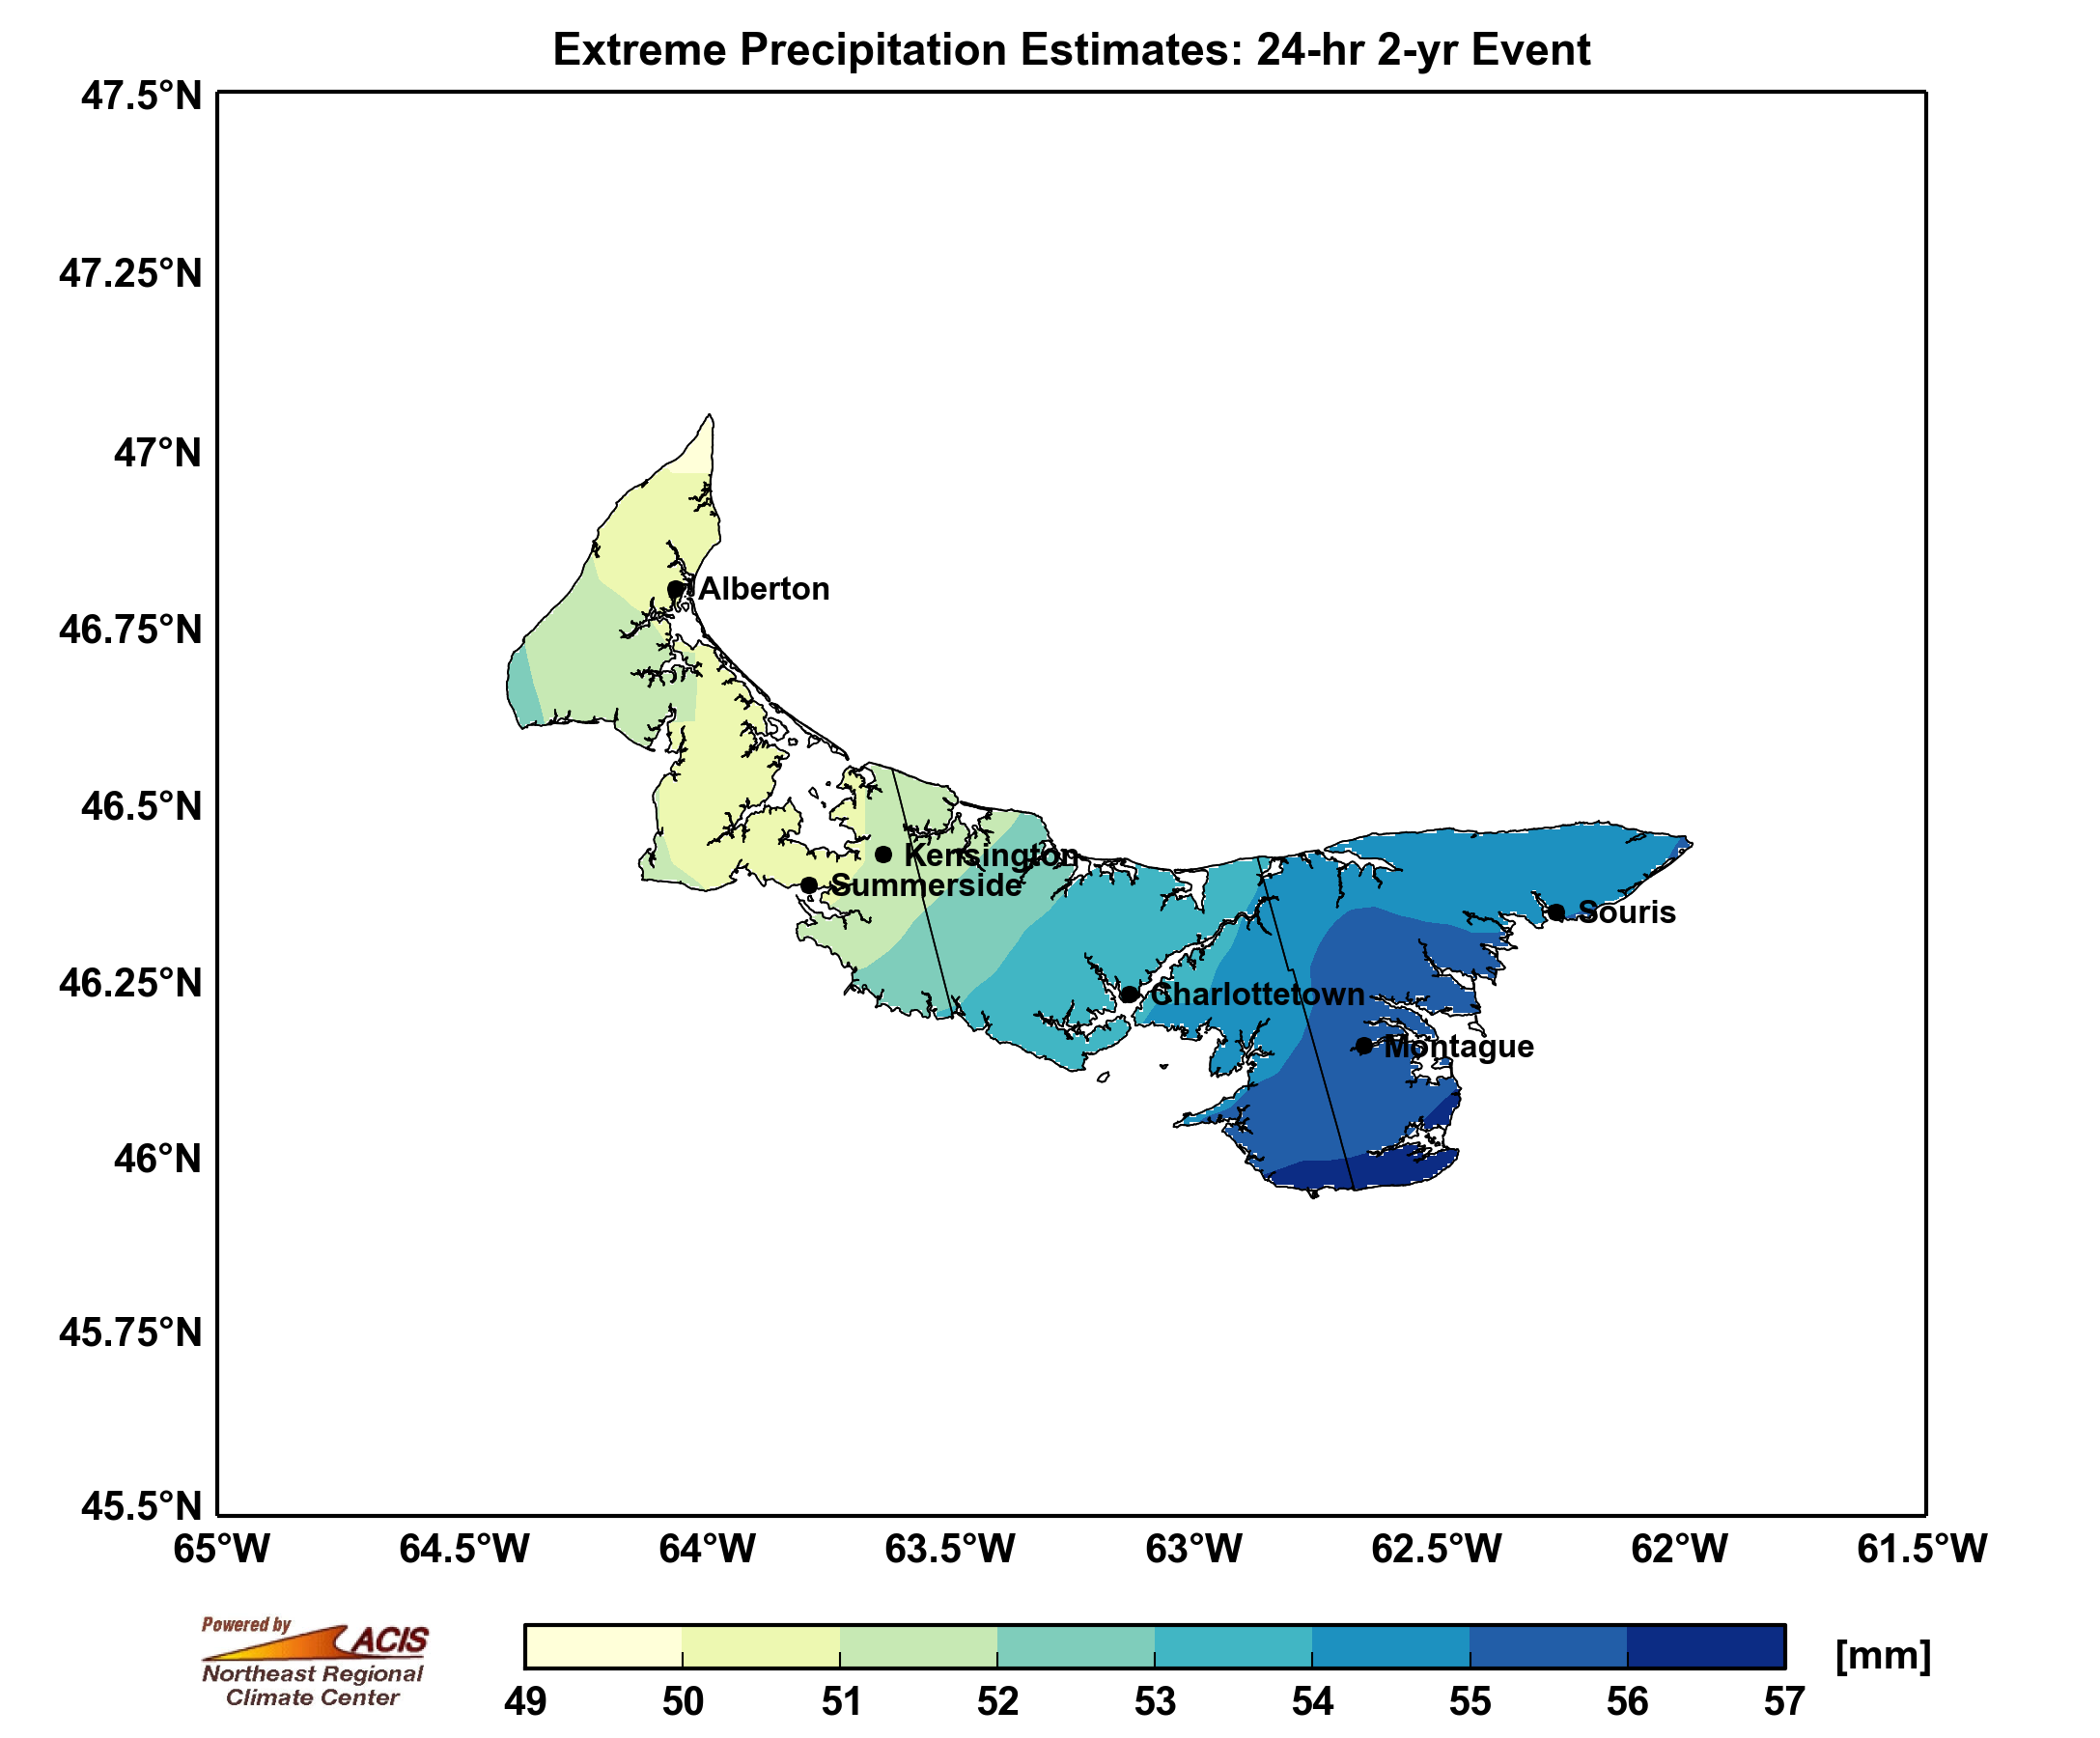 Extreme Precipitation Estimates: 24-hr 2-yr Event
47.5°N
47.25°N
47°N
46.75°N
46.5°N
46.25°N
46°N
45.75°N
45.5°N
Alberton
Kensington
Summerside
Souris
Charlottetown
Montague
65°W 64.5°W 64°W 63.5°W 63°W 62.5°W 62°W 61.5°W
Powered by
ACIS
Northeast Regional
Climate Center
[mm]
49 50 51 52 53 54 55 56 57